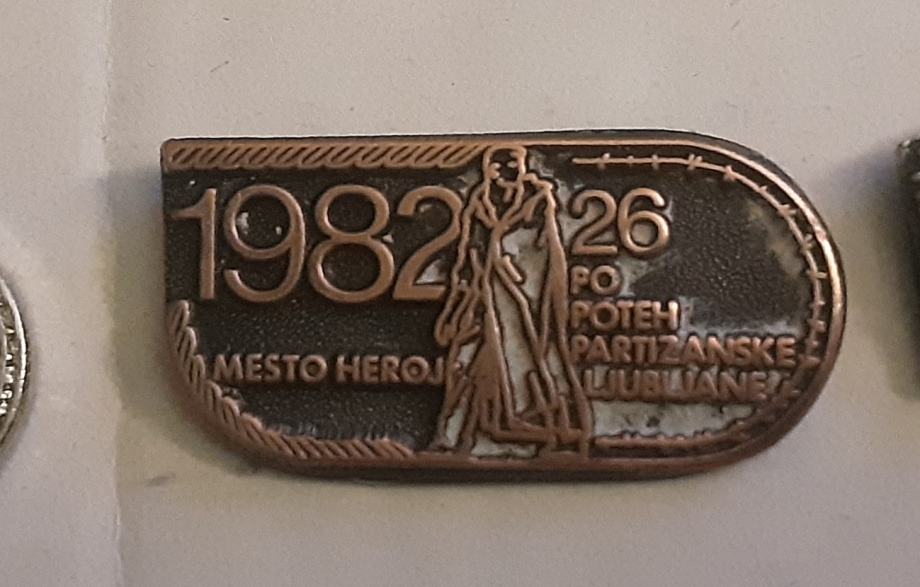 1982
MESTO HEROJ
26
PO
POTEH
PARTIZANSKE
LJUBLJANE